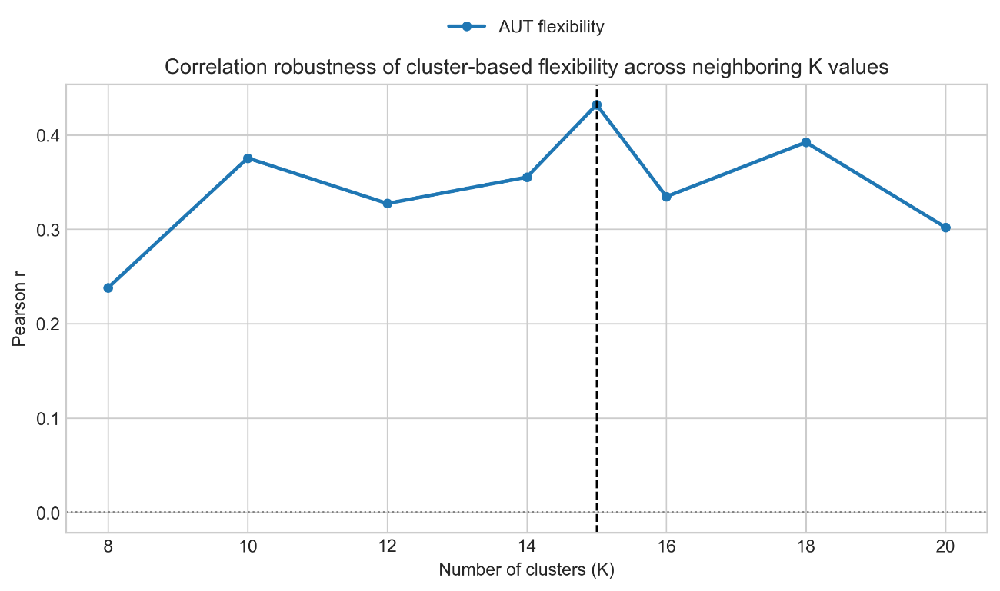 AUT flexibility
Correlation robustness of cluster-based flexibility across neighboring K values
0.4
0.3
0.2
0.1
0.0
Pearson r
8 10 12 14 16 18 20
Number of clusters (K)